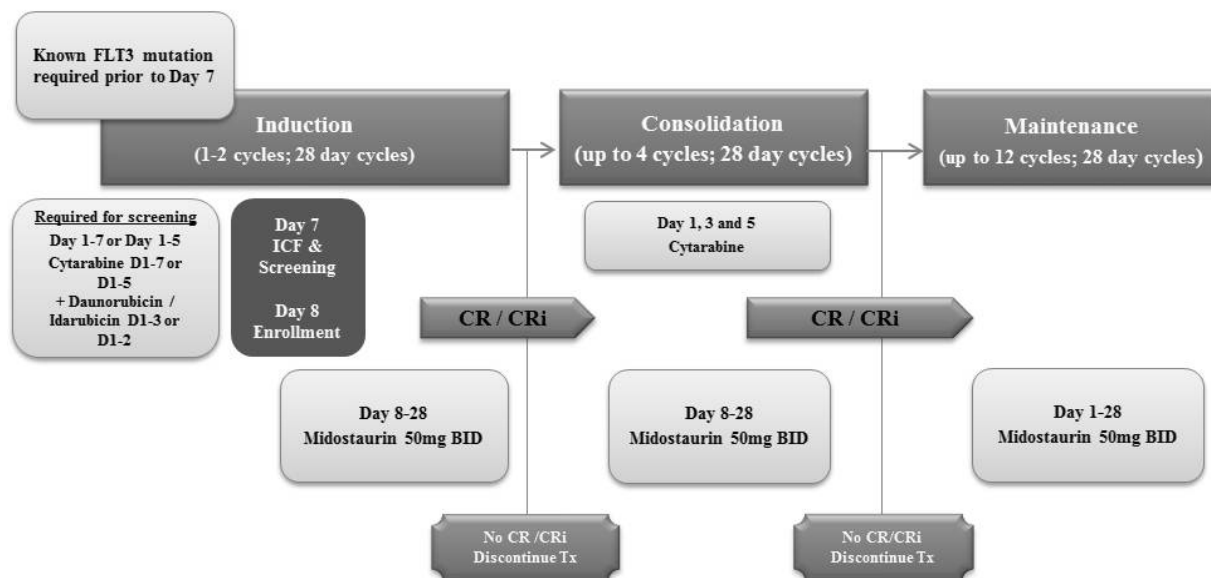 Known FLT3 mutation
required prior to Day 7
Induction
(1-2 cycles; 28 day cycles)
Consolidation
(up to 4 cycles; 28 day cycles)
Maintenance
(up to 12 cycles; 28 day cycles)
Required for screening
Day 1-7 or Day 1-5
Cytarabine D1-7 or
D1-5
+ Daunorubicin /
Idarubicin D1-3 or
D1-2
Day 7
ICF &
Screening
Day 8
Enrollment
Day 1, 3 and 5
Cytarabine
CR / CRi
CR / CRi
Day 8-28
Midostaurin 50mg BID
Day 8-28
Midostaurin 50mg BID
Day 1-28
Midostaurin 50mg BID
No CR /CRi
Discontinue Tx
No CR/CRi
Discontinue Tx